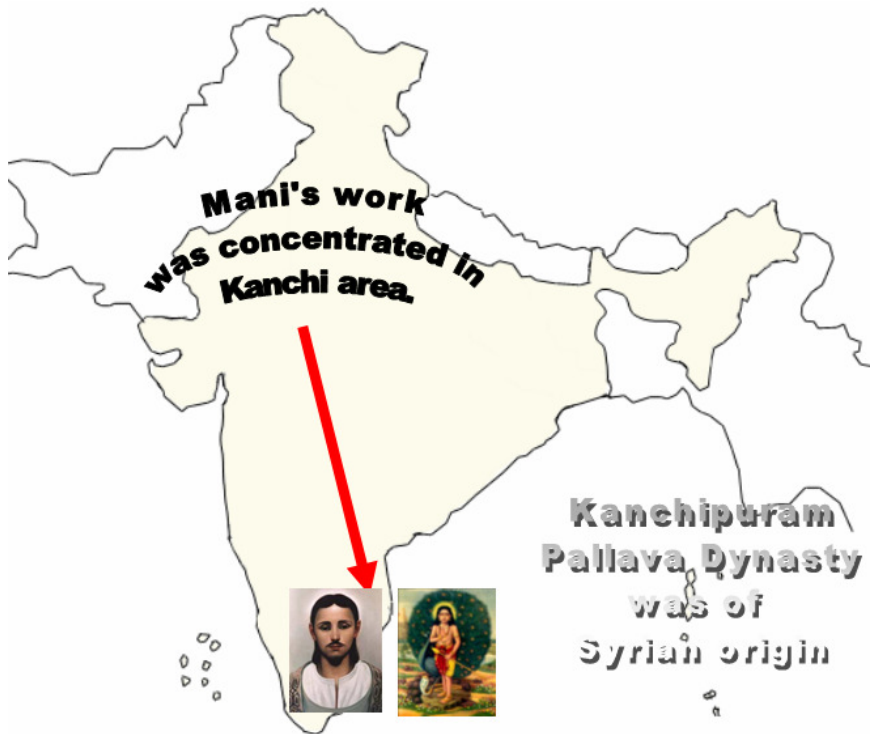 Mani's work
was concentrated in
Kanchi area.
Kanchipuram
Pallava Dynasty
was of
Syrian origin